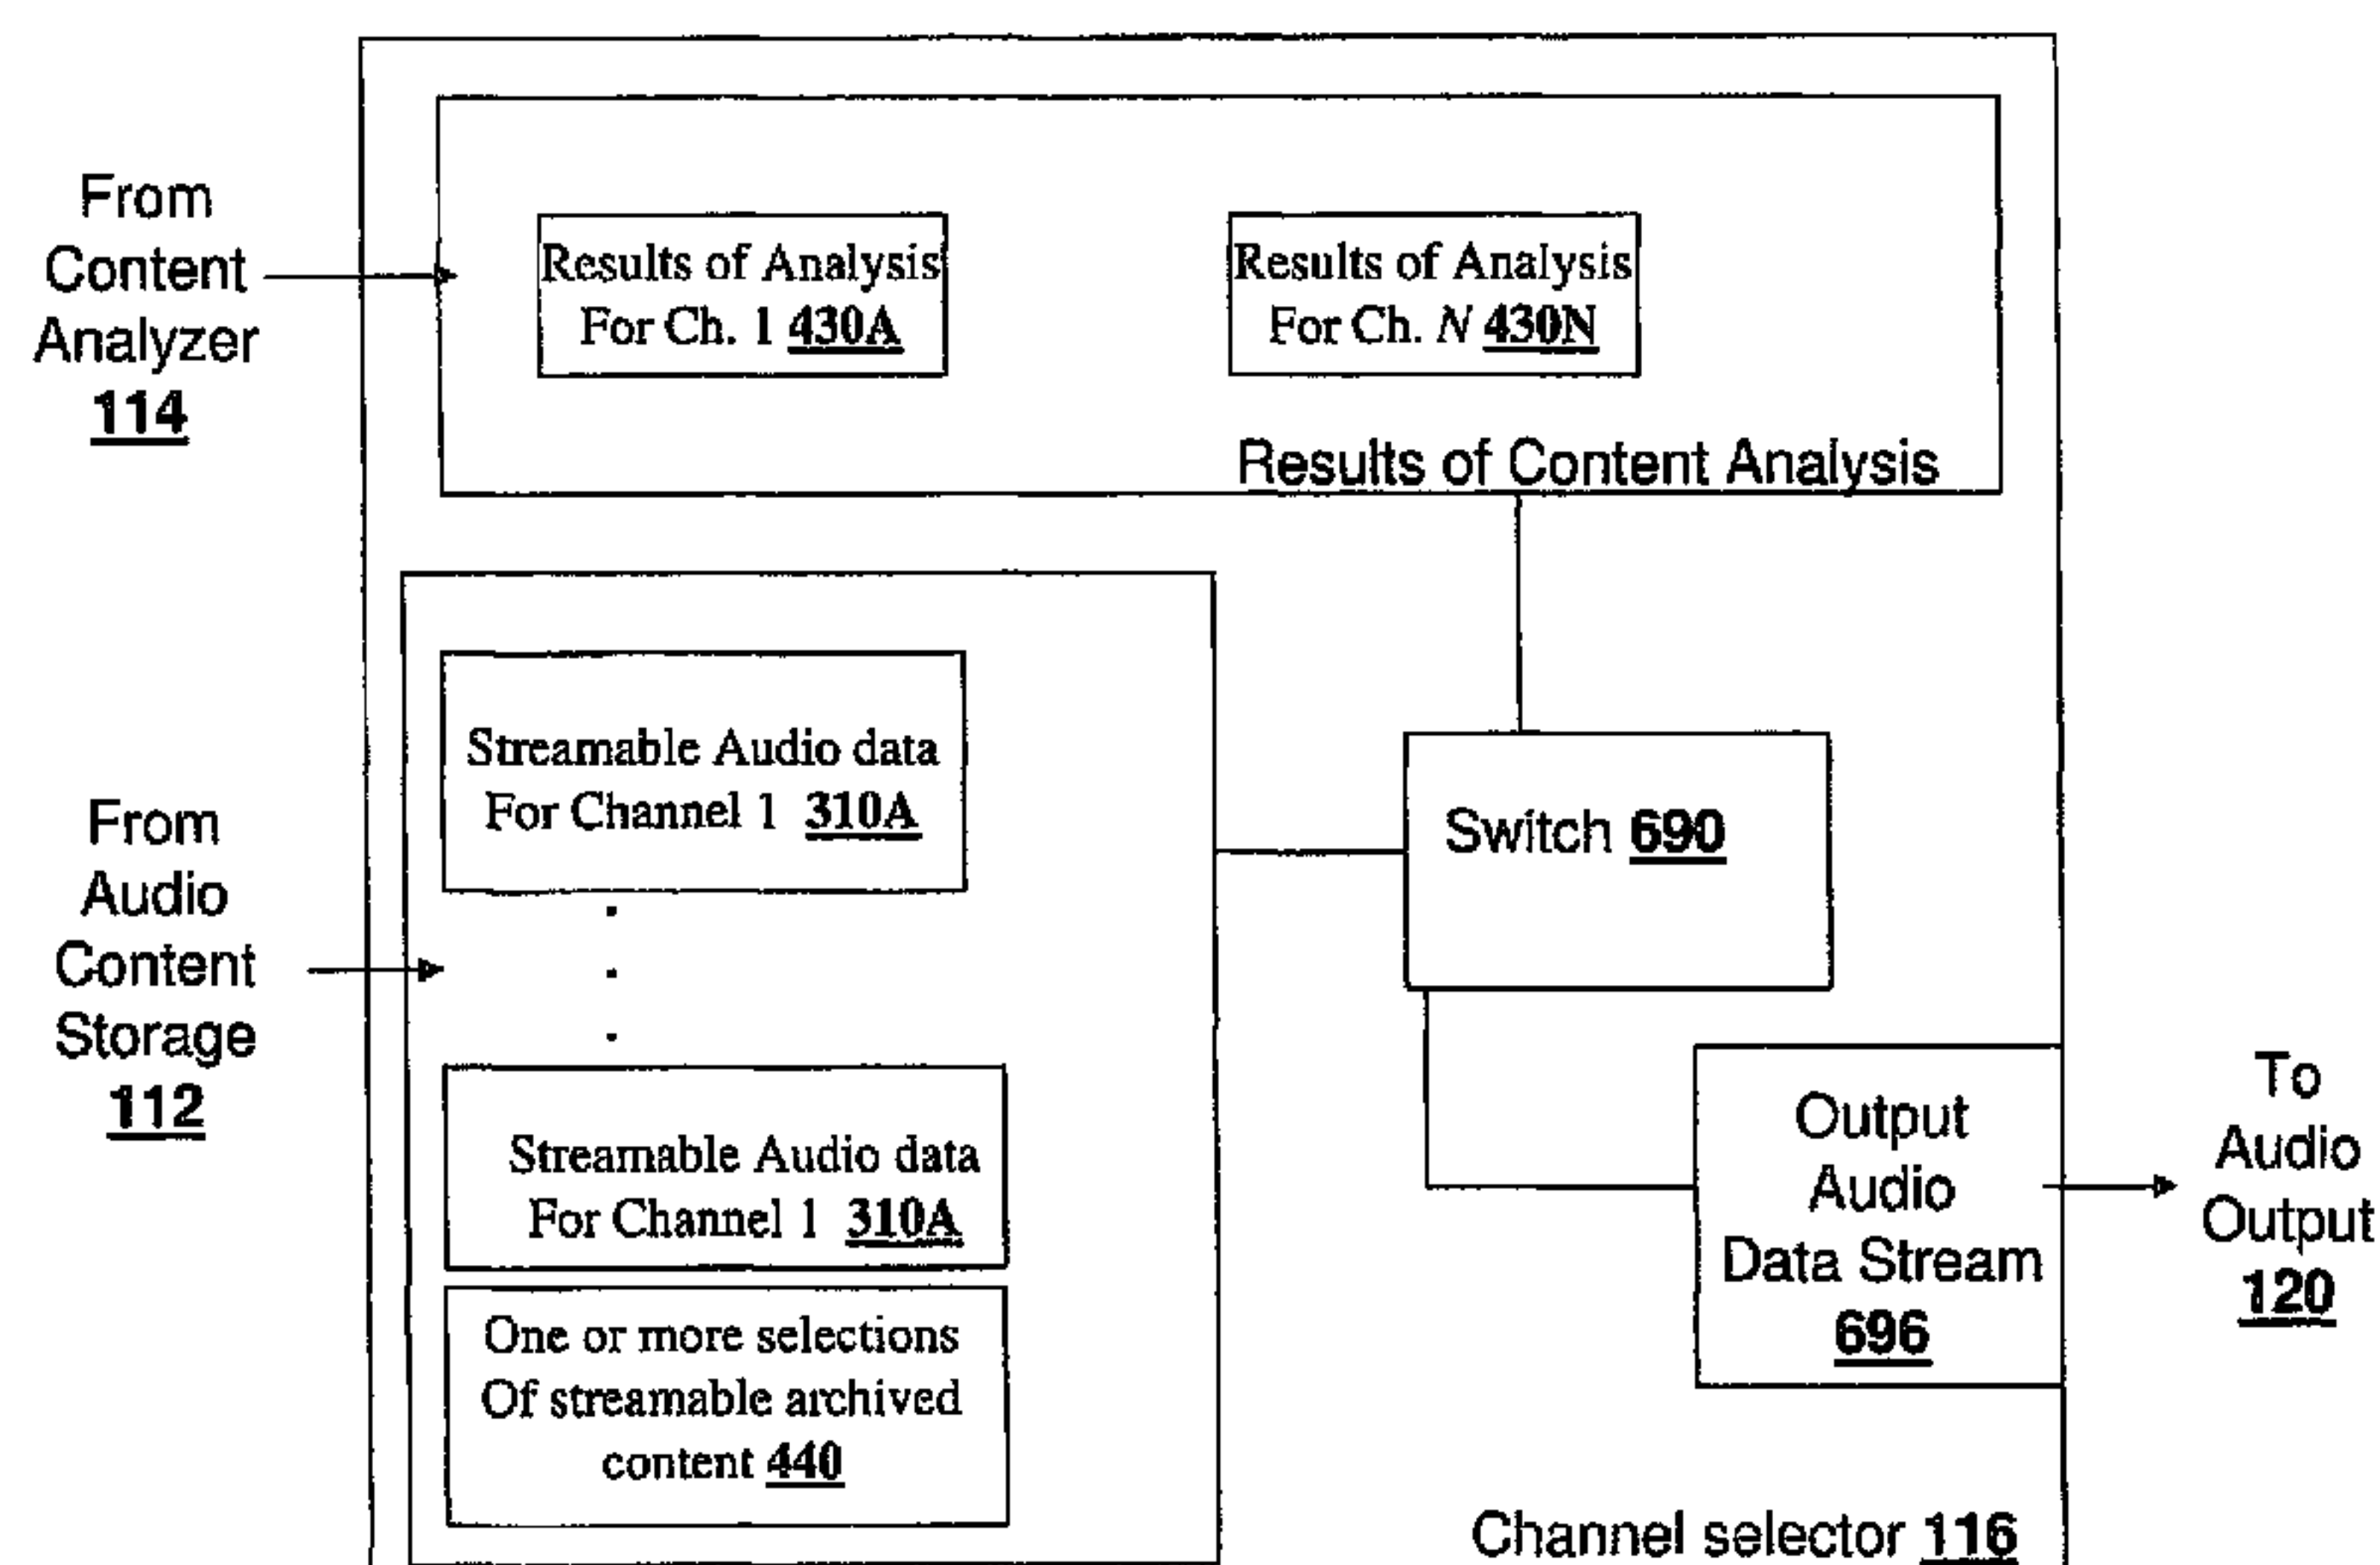 From
Content
Analyzer
114
Results of Analysis
For Ch. 1 430A
Results of Analysis
For Ch. N 430N
Results of Content Analysis
From
Audio
Content
Storage
112
Streamable Audio data
For Channel 1 310A
.
.
.
Streamable Audio data
For Channel 1 310A
One or more selections
Of streamable archived
content 440
Switch 690
Output
Audio
Data Stream
696
To
Audio
Output
120
Channel selector 116